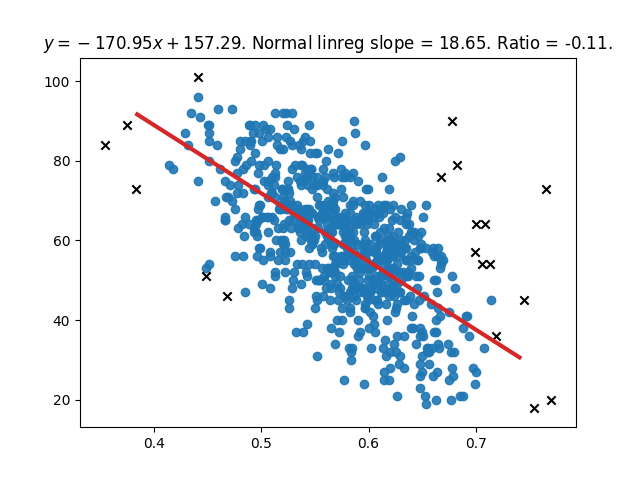 y = − 170.95x + 157.29. Normal linreg slope = 18.65. Ratio = -0.11.
100
80
60
40
20
0.4 0.5 0.6 0.7